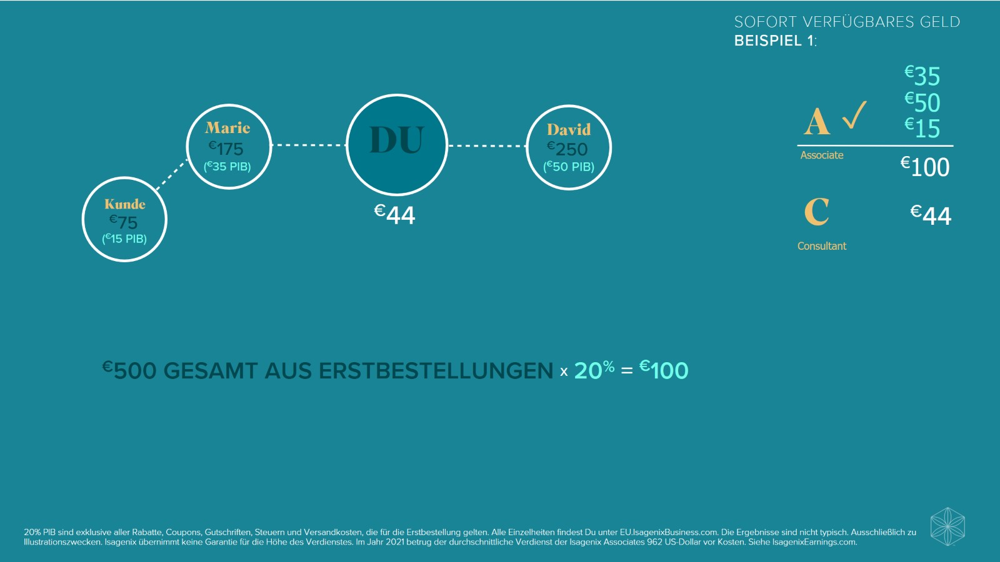 SOFORT VERFÜGBARES GELD
BEISPIEL 1:
Marie
€175
(€35 PIB)
DU
€44
David
€250
(€50 PIB)
Kunde
€75
(€15 PIB)
€35
€50
€15
A ✓
Associate
€100
C
€44
Consultant
€500 GESAMT AUS ERSTBESTELLUNGEN x 20% = €100
20% PIB sind exklusive aller Rabatte, Coupons, Gutschriften, Steuern und Versandkosten, die für die Erstbestellung gelten. Alle Einzelheiten findest Du unter EU.IsagenixBusiness.com. Die Ergebnisse sind nicht typisch. Ausschließlich zu
Illustrationszwecken. Isagenix übernimmt keine Garantie für die Höhe des Verdienstes. Im Jahr 2021 betrug der durchschnittliche Verdienst der Isagenix Associates 962 US-Dollar vor Kosten. Siehe IsagenixEarnings.com.